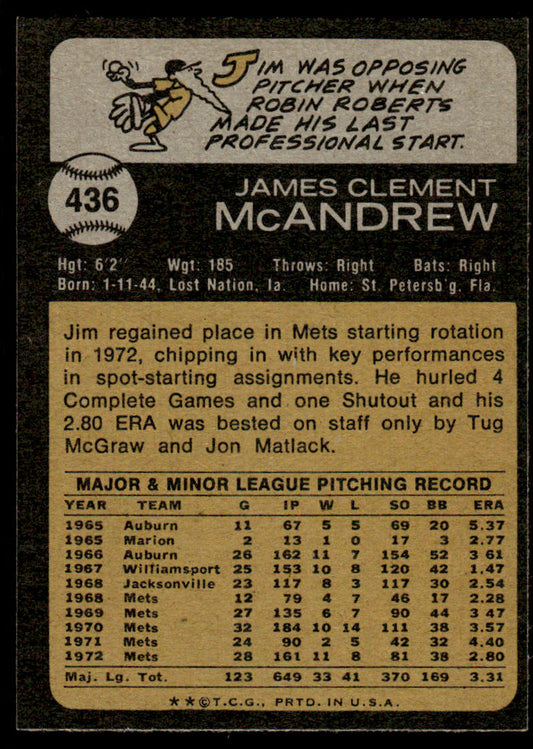 JIM WAS OPPOSING
PITCHER WHEN
ROBIN ROBERTS
MADE HIS LAST
PROFESSIONAL START.
436
JAMES CLEMENT
McANDREW
Hgt: 6'2" Wgt: 185 Throws: Right Bats: Right
Born: 1-11-44, Lost Nation, Ia. Home: St. Petersb'g. Fla.
Jim regained place in Mets starting rotation
in 1972, chipping in with key performances
in spot-starting assignments. He hurled 4
Complete Games and one Shutout and his
2.80 ERA was bested on staff only by Tug
McGraw and Jon Matlack.
MAJOR & MINOR LEAGUE PITCHING RECORD
YEAR TEAM G IP W L SO BB ERA
1965 Auburn 11 67 5 5 69 20 5.37
1965 Marion 2 13 1 0 17 3 2.77
1966 Auburn 26 162 11 7 154 52 3 61
1967 Williamsport 25 153 10 8 120 42 1.47
1968 Jacksonville 23 117 8 3 117 30 2.54
1968 Mets 12 79 4 7 46 17 2.28
1969 Mets 27 135 6 7 90 44 3 47
1970 Mets 32 184 10 14 111 38 3.57
1971 Mets 24 90 2 5 42 32 4.40
1972 Mets 28 161 11 8 81 38 2.80
Maj. Lg. Tot. 123 649 33 41 370 169 3.31
**©T.C.G., PRTD. IN U.S.A.